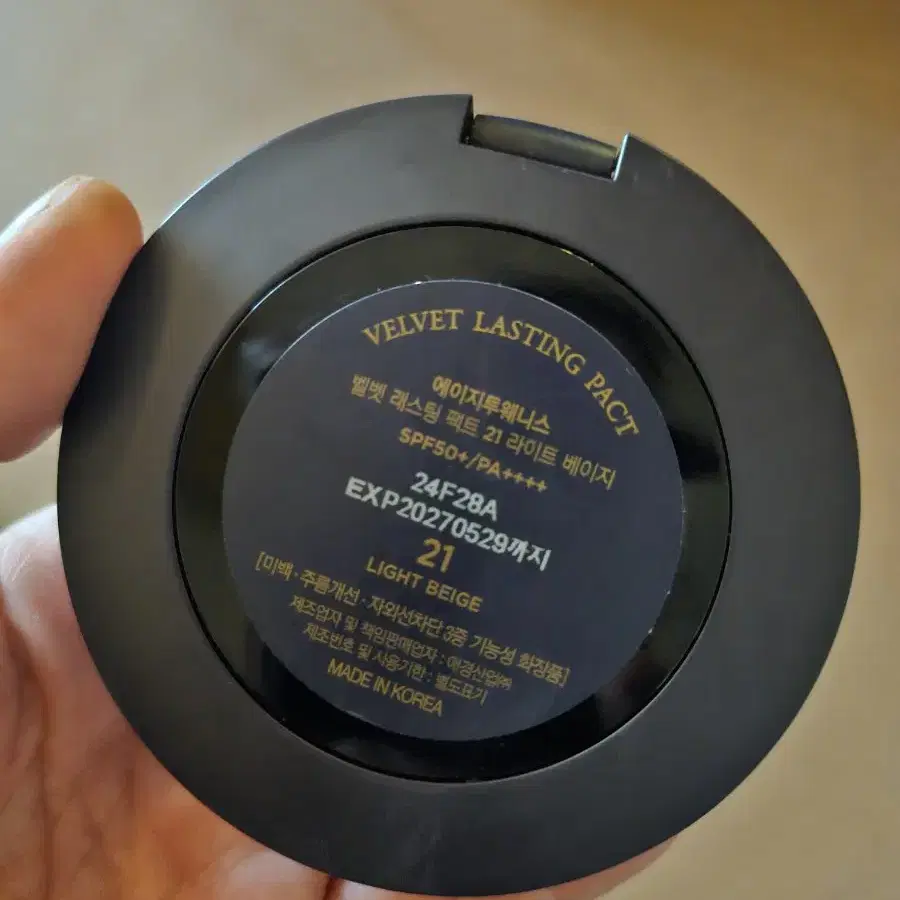 VELVET LASTING PACT
에이지투웨니스
벨벳 래스팅 팩트 21 라이트 베이지
SPF50+/PA++++
24F28A
EXP20270529까지
21
LIGHT BEIGE
[미백·주름개선·자외선차단 3중 기능성 화장품]
제조업자 및 책임판매업자 : 애경산업㈜
제조번호 및 사용기한 : 별도표기
MADE IN KOREA